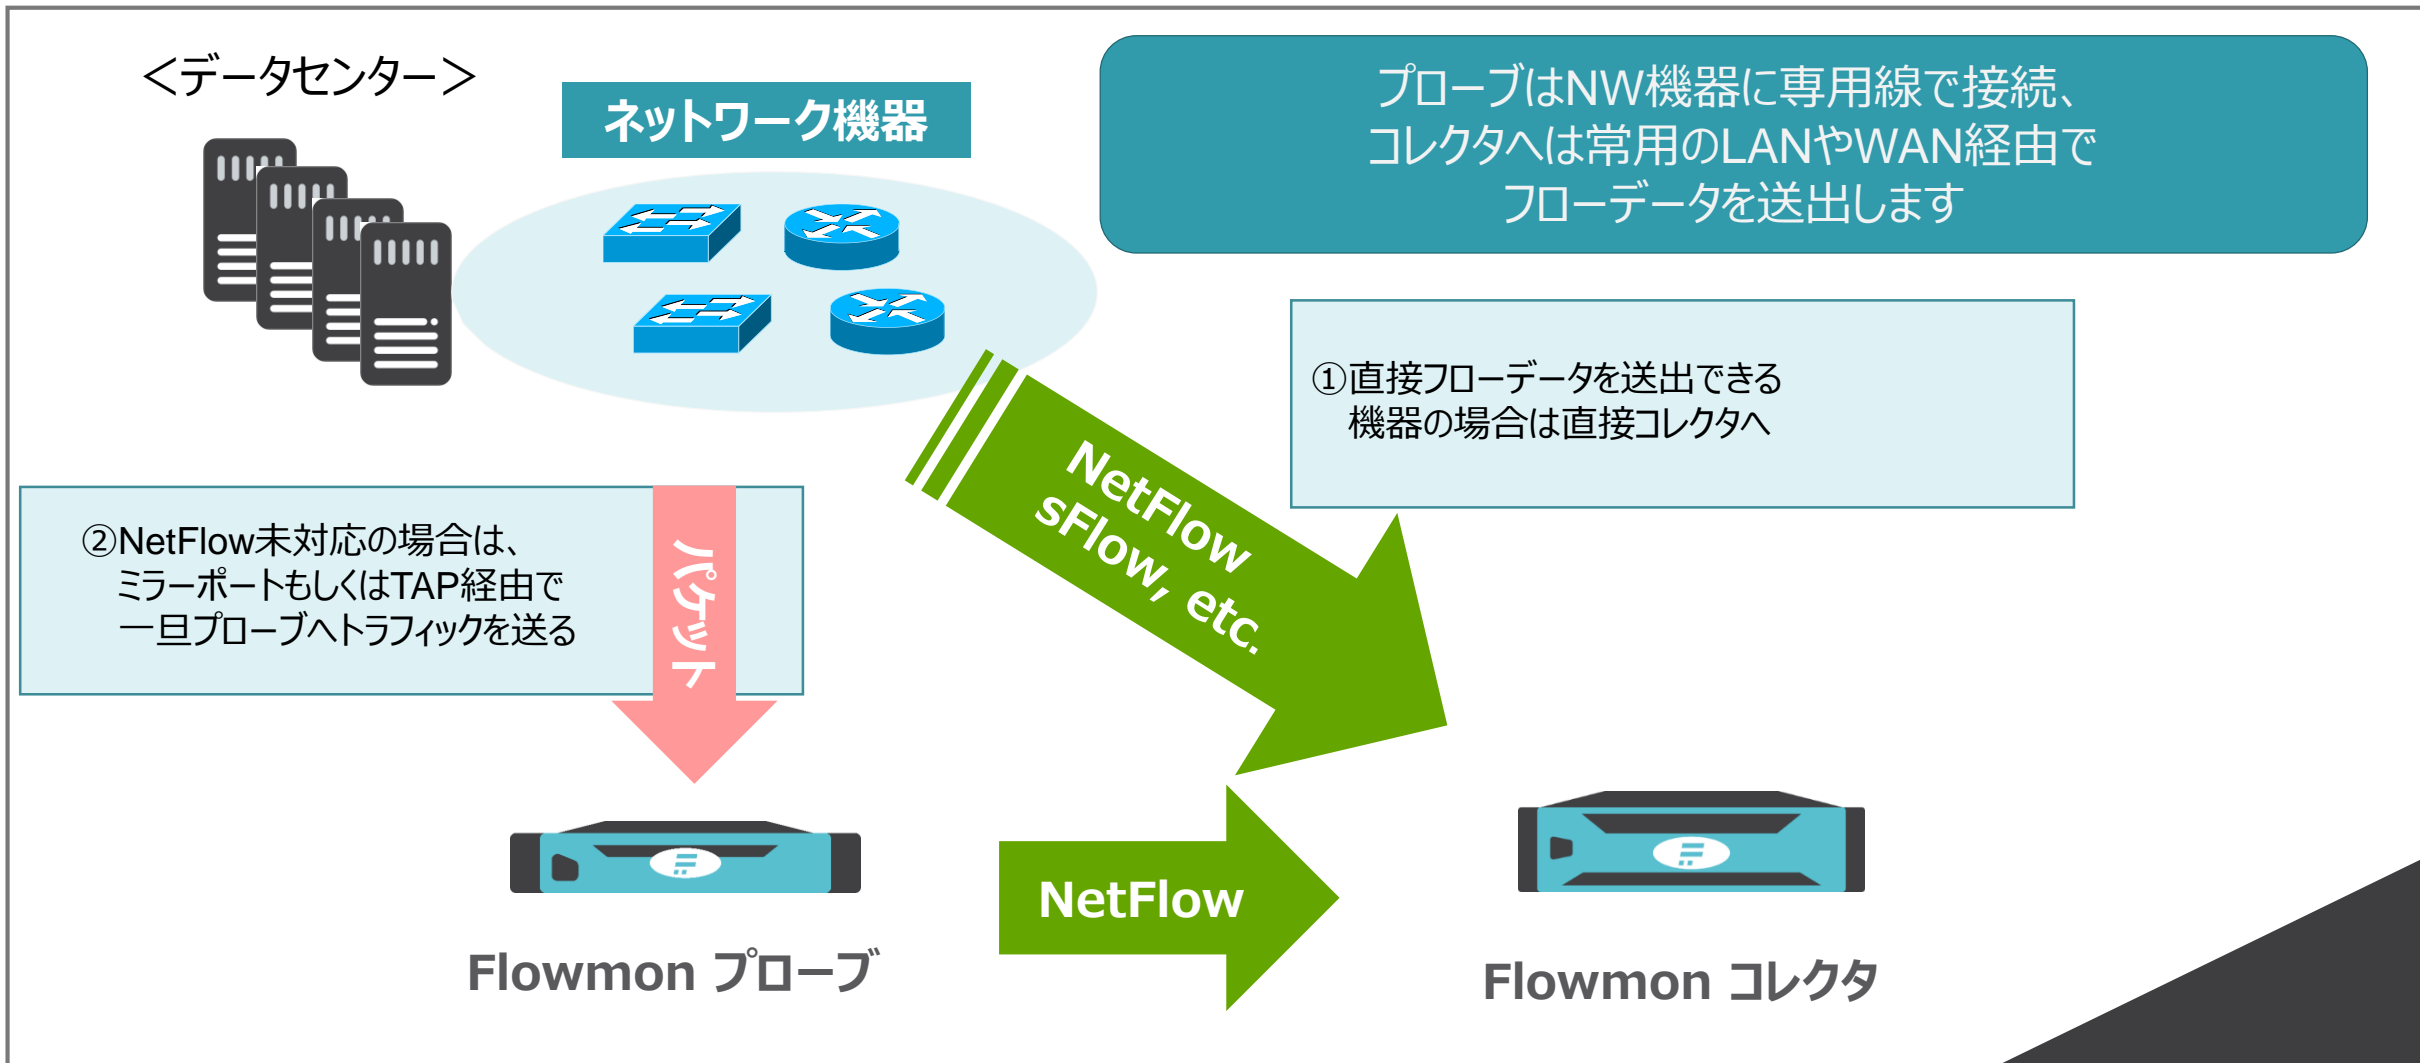 ＜データセンター＞
ネットワーク機器
プローブはNW機器に専用線で接続、
コレクタへは常用のLANやWAN経由で
フローデータを送出します
①直接フローデータを送出できる
機器の場合は直接コレクタへ
NetFlow
sFlow, etc.
②NetFlow未対応の場合は、
ミラーポートもしくはTAP経由で
一旦プローブへトラフィックを送る
パケット
NetFlow
Flowmon プローブ
Flowmon コレクタ